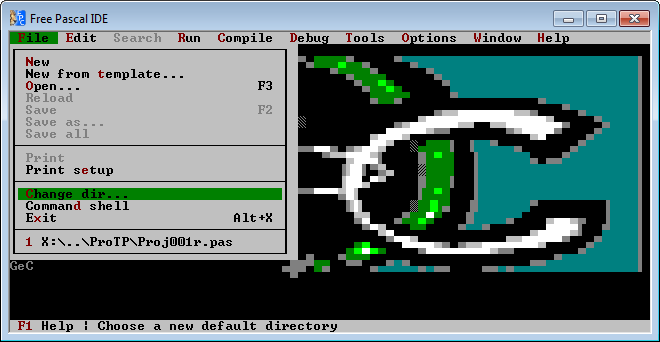 Free Pascal IDE
File Edit Search Run Compile Debug Tools Options Window Help
New
New from template...
Open... F3
Reload
Save F2
Save as...
Save all
Print
Print setup
Change dir...
Command shell
Exit Alt+X
1 X:\..\ProTP\Proj001r.pas
GeC
F1 Help ¦ Choose a new default directory